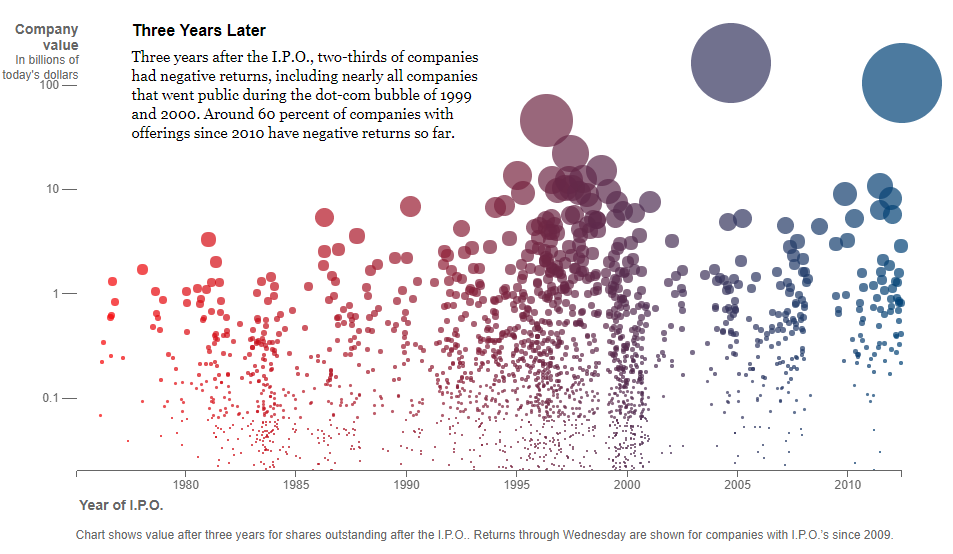 Company
value
In billions of
today's dollars
Three Years Later
Three years after the I.P.O., two-thirds of companies
had negative returns, including nearly all companies
that went public during the dot-com bubble of 1999
and 2000. Around 60 percent of companies with
offerings since 2010 have negative returns so far.
100
10
1
0.1
1980 1985 1990 1995 2000 2005 2010
Year of I.P.O.
Chart shows value after three years for shares outstanding after the I.P.O.. Returns through Wednesday are shown for companies with I.P.O.'s since 2009.